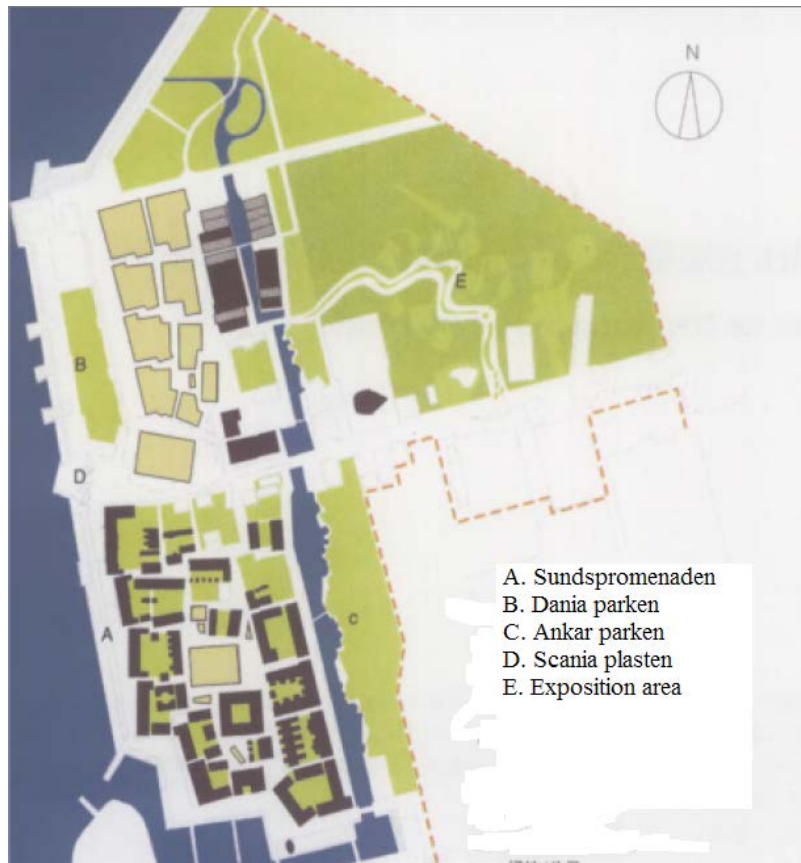 N
B
E
D
A
c
A. Sundspromenaden
B. Dania parken
C. Ankar parken
D. Scania plasten
E. Exposition area